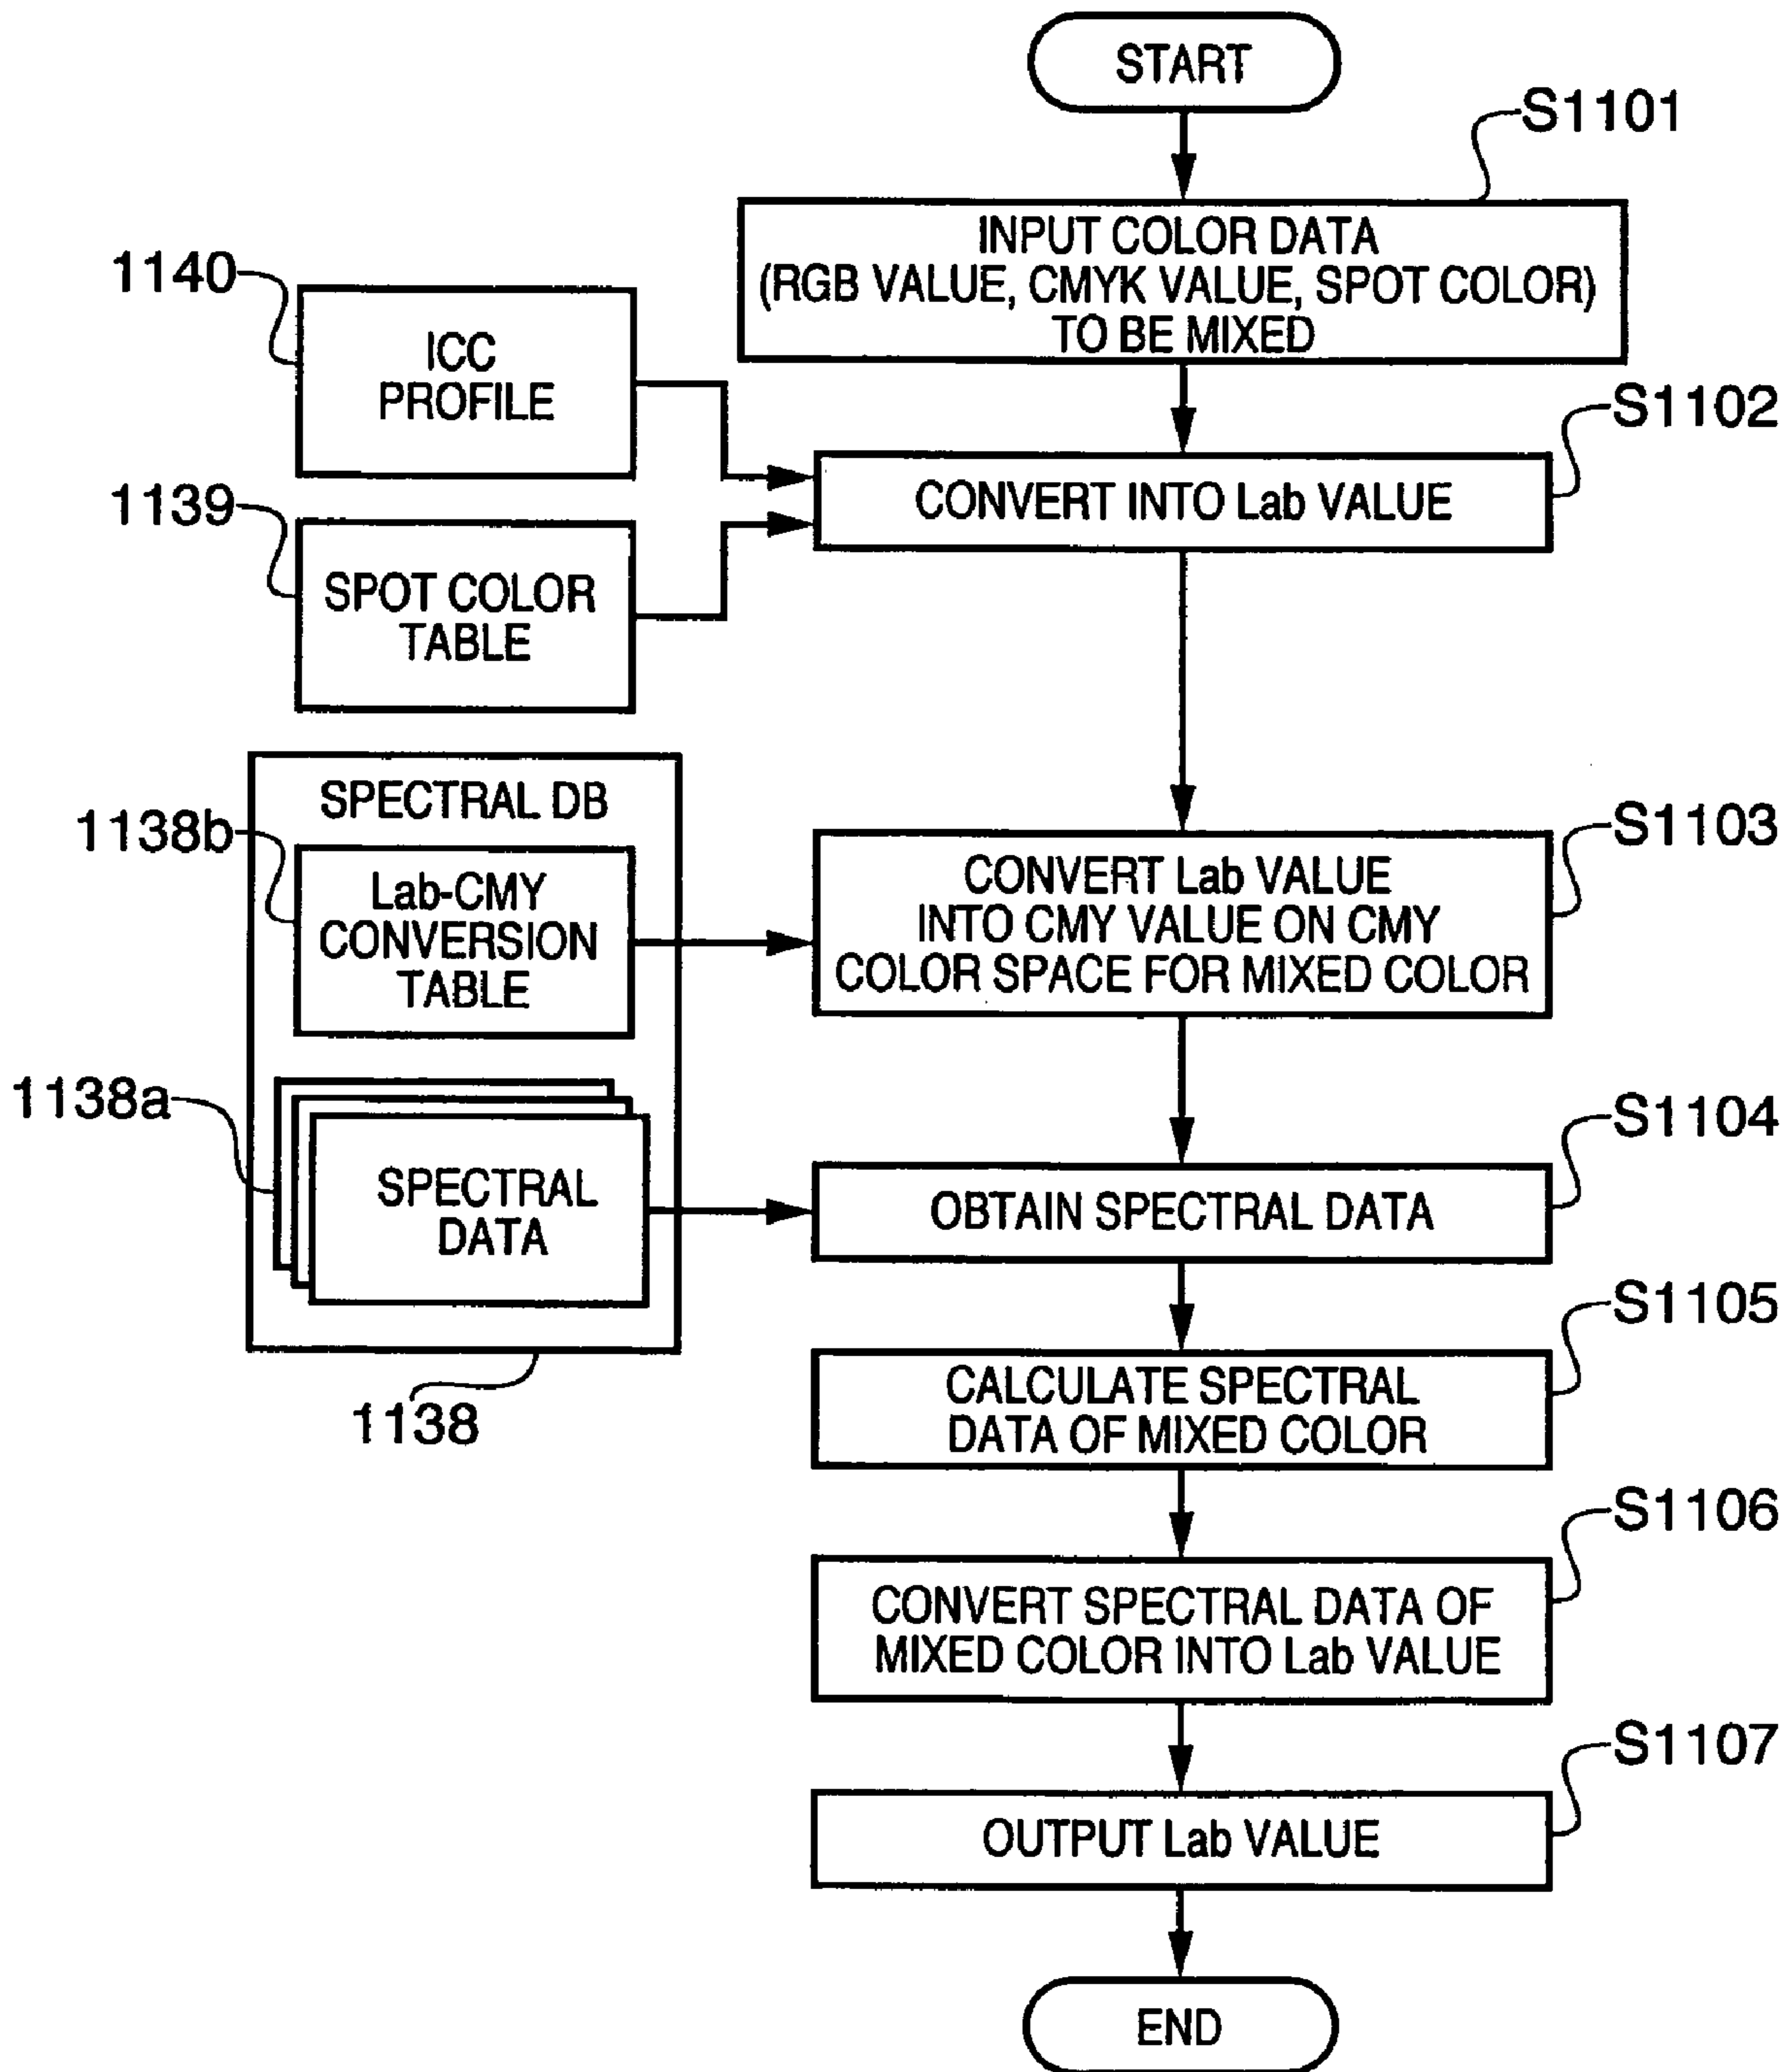 START
S1101
INPUT COLOR DATA
(RGB VALUE, CMYK VALUE, SPOT COLOR)
TO BE MIXED
1140
ICC
PROFILE
S1102
CONVERT INTO Lab VALUE
1139
SPOT COLOR
TABLE
SPECTRAL DB
1138b
Lab-CMY
CONVERSION
TABLE
S1103
CONVERT Lab VALUE
INTO CMY VALUE ON CMY
COLOR SPACE FOR MIXED COLOR
1138a
SPECTRAL
DATA
S1104
OBTAIN SPECTRAL DATA
1138
S1105
CALCULATE SPECTRAL
DATA OF MIXED COLOR
S1106
CONVERT SPECTRAL DATA OF
MIXED COLOR INTO Lab VALUE
S1107
OUTPUT Lab VALUE
END